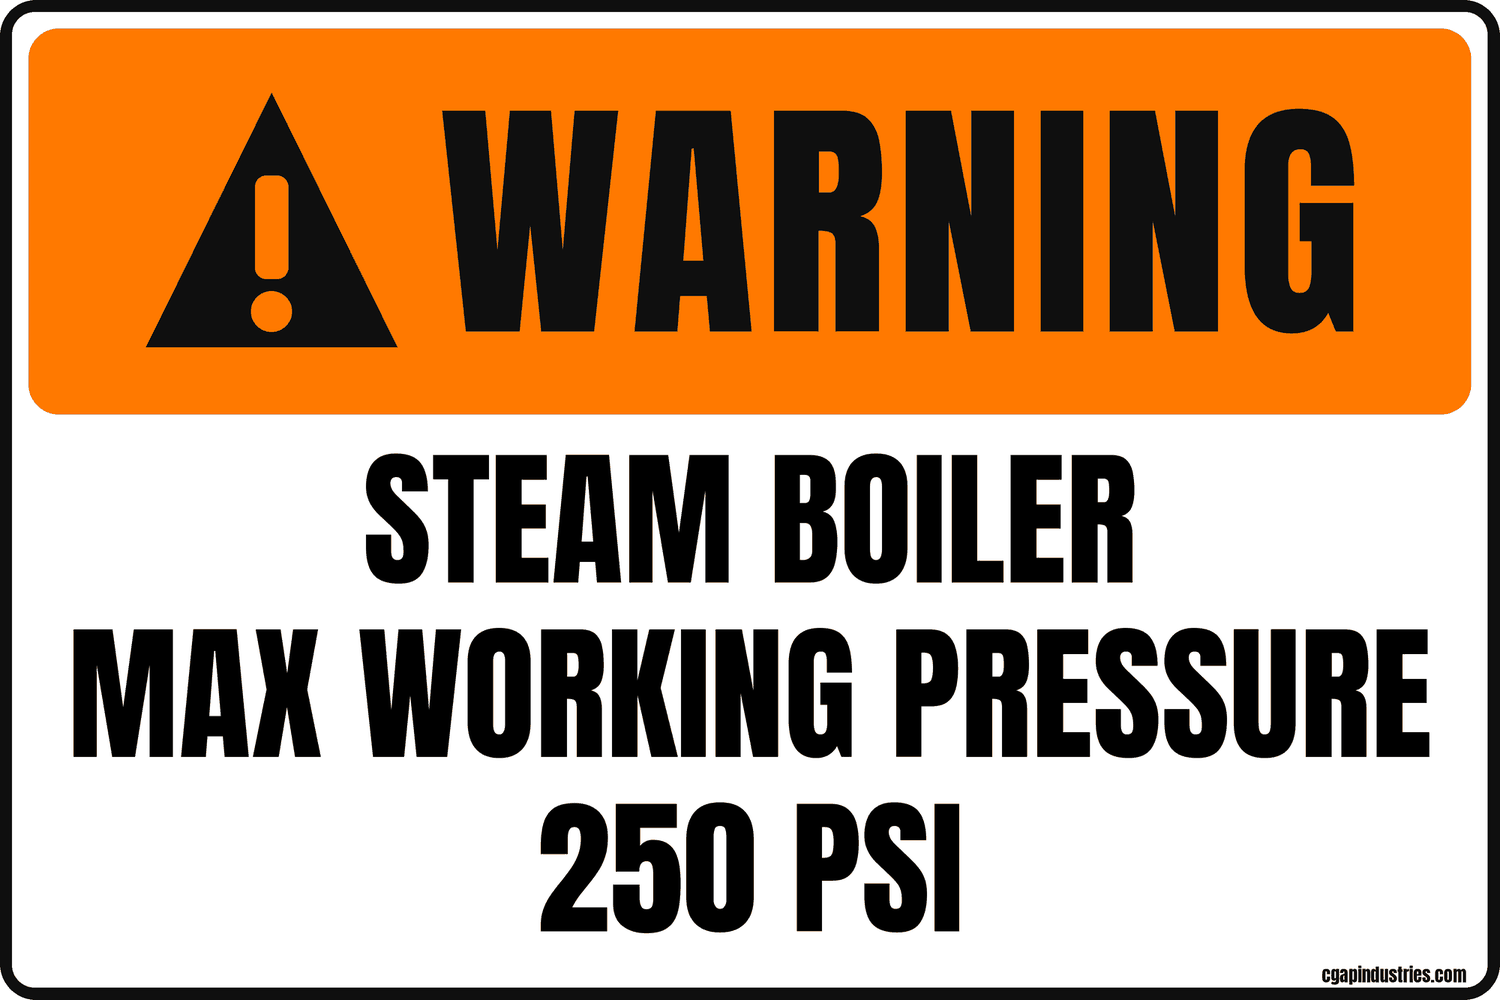 WARNING
STEAM BOILER
MAX WORKING PRESSURE
250 PSI
cgapindustries.com